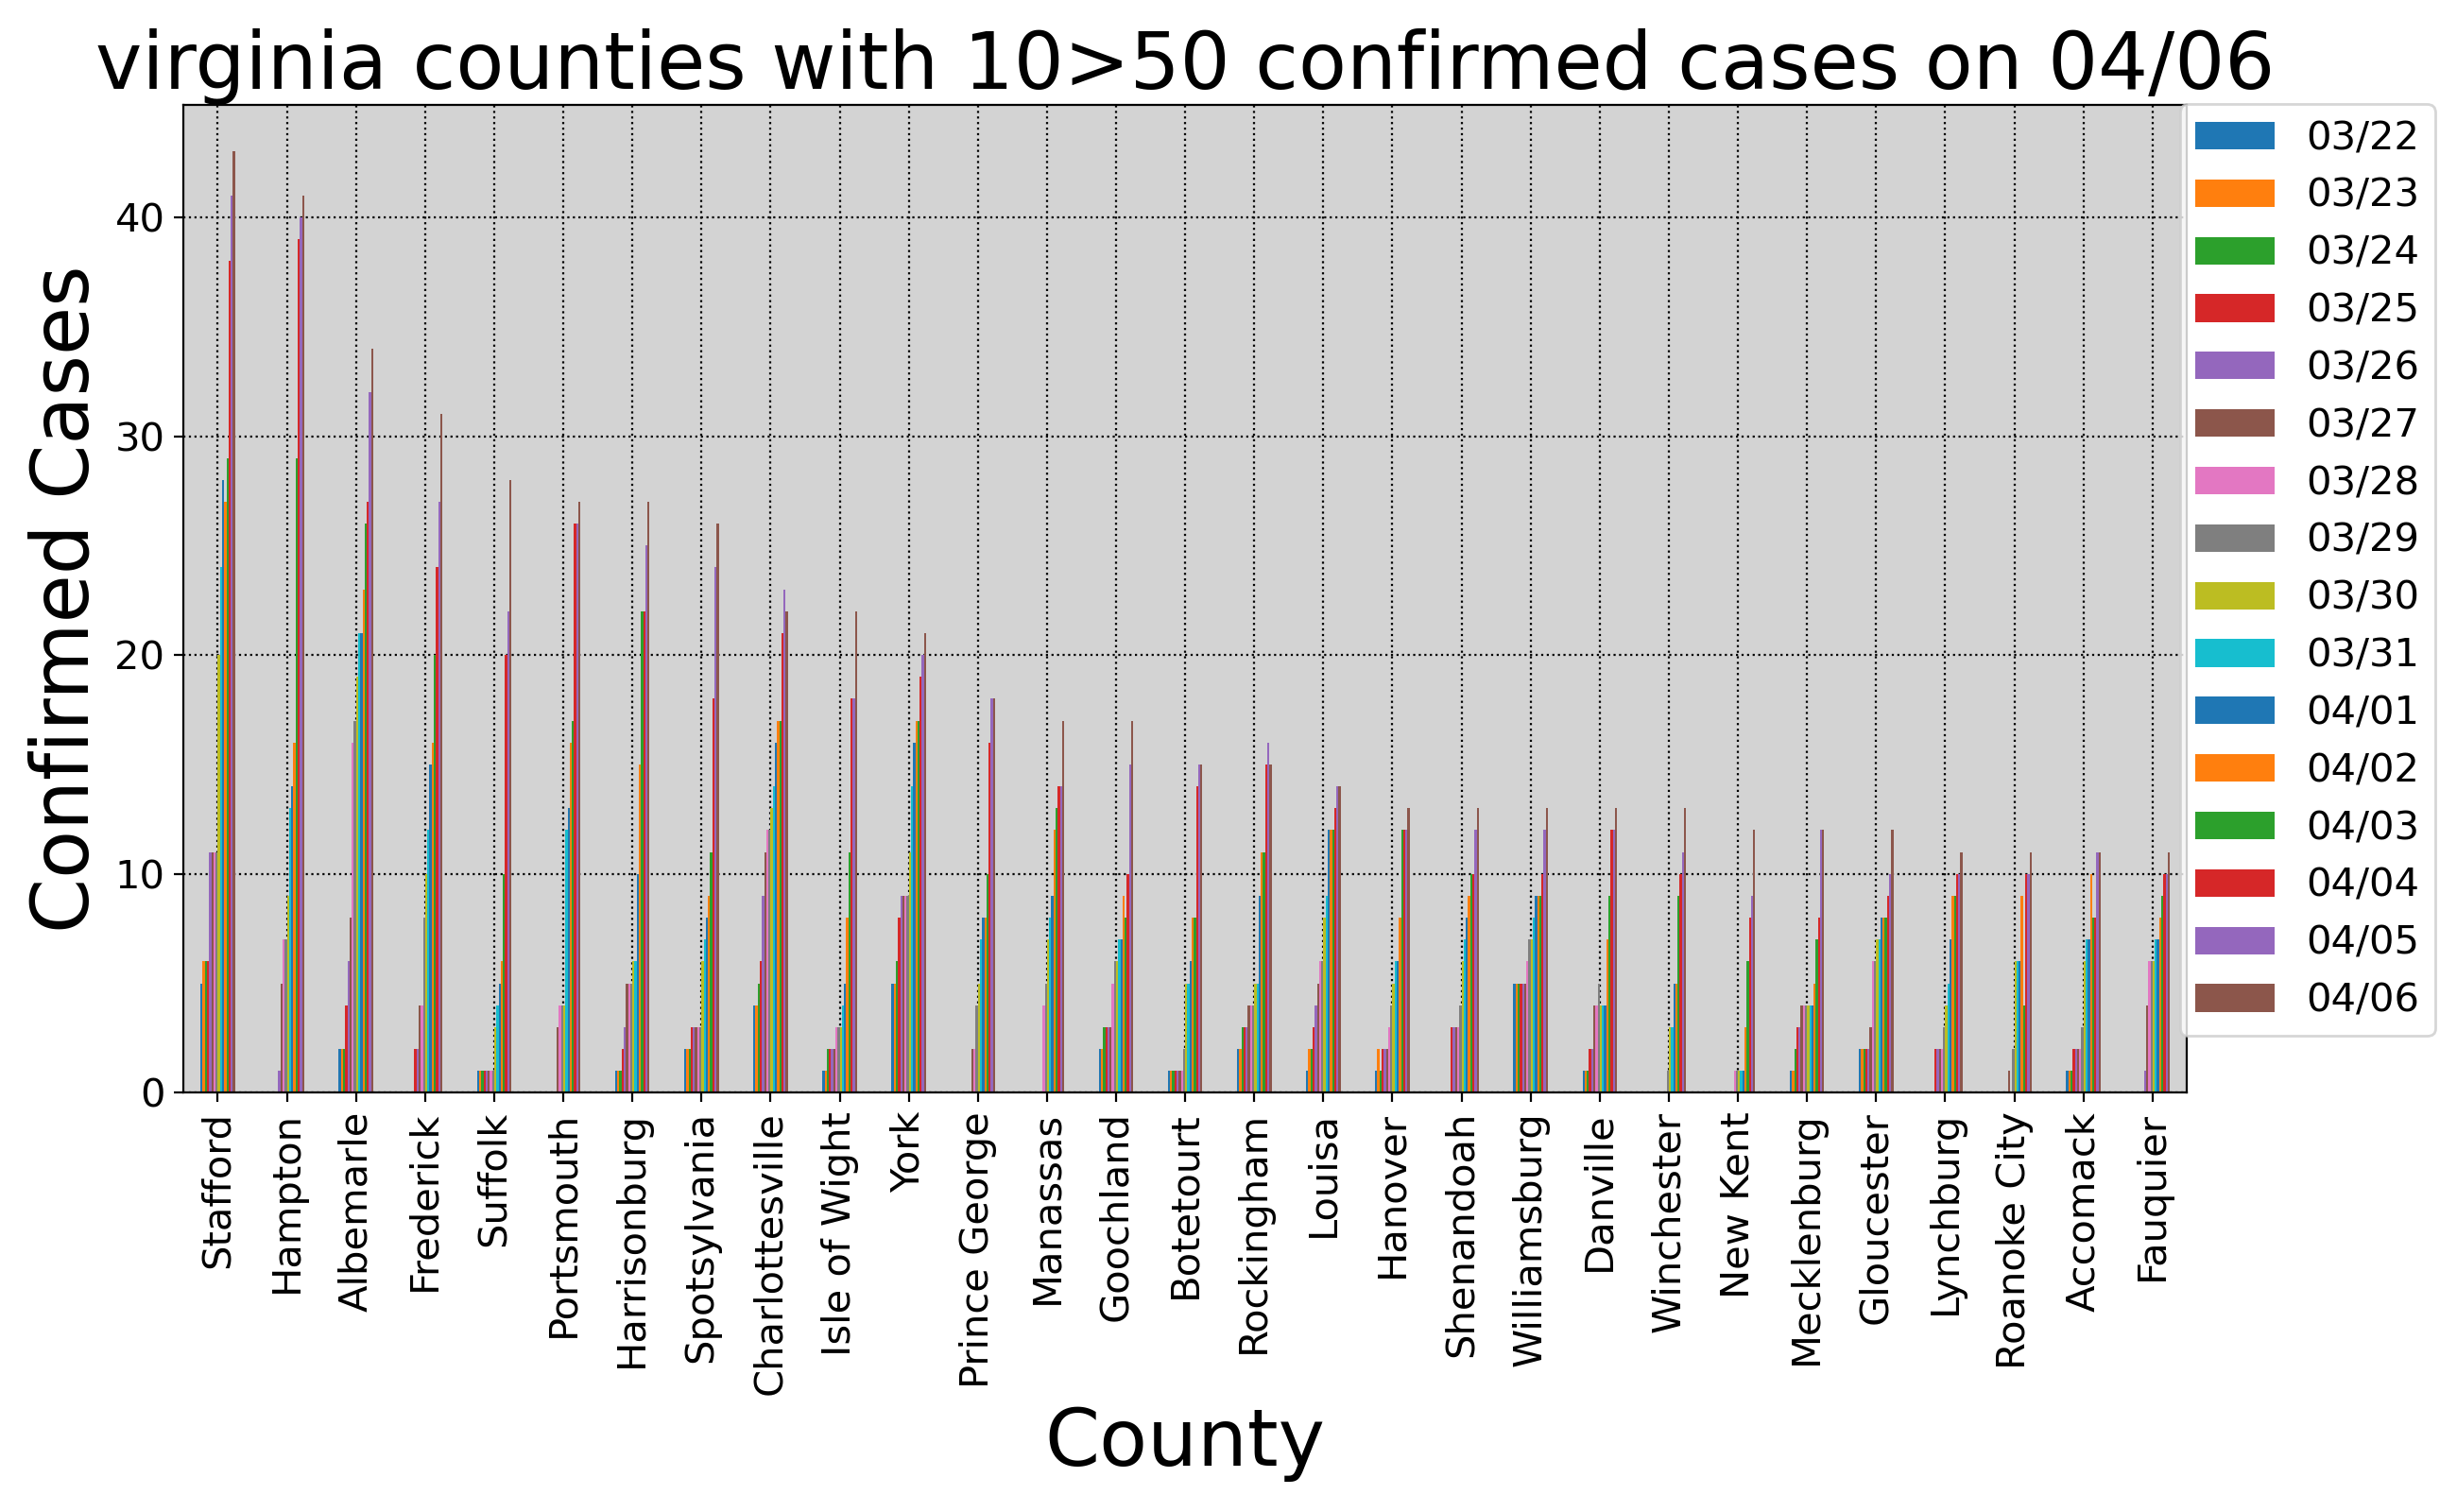 virginia counties with 10>50 confirmed cases on 04/06
Confirmed Cases
40
30
20
10
0
03/22
03/23
03/24
03/25
03/26
03/27
03/28
03/29
03/30
03/31
04/01
04/02
04/03
04/04
04/05
04/06
Stafford
Hampton
Albemarle
Frederick
Suffolk
Portsmouth
Harrisonburg
Spotsylvania
Charlottesville
Isle of Wight
York
Prince George
Manassas
Goochland
Botetourt
Rockingham
Louisa
Hanover
Shenandoah
Williamsburg
Danville
Winchester
New Kent
Mecklenburg
Gloucester
Lynchburg
Roanoke City
Accomack
Fauquier
County